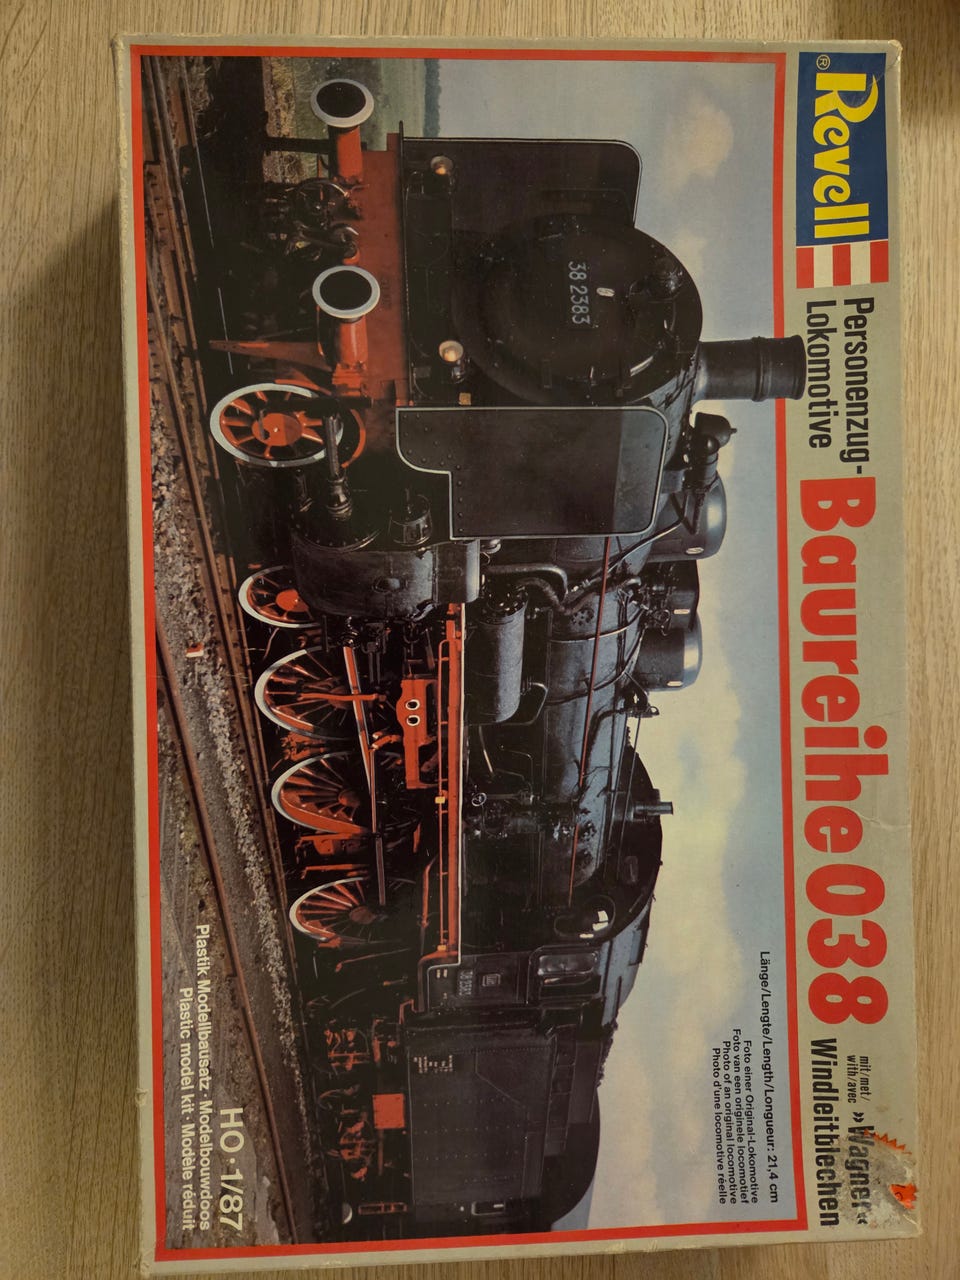 Revell
®
Personenzug-
Lokomotive
Baureihe 038
mit/met/
with/avec
»Wagner«
Windleitblechen
38 2383
Länge/Lengte/Length/Longueur: 21,4 cm
Foto einer Original-Lokomotive
Foto van een originele locomotief
Photo of an original locomotive
Photo d'une locomotive réelle
HO·1/87
Plastik Modellbausatz·Modelbouwdoos
Plastic model kit·Modèle réduit